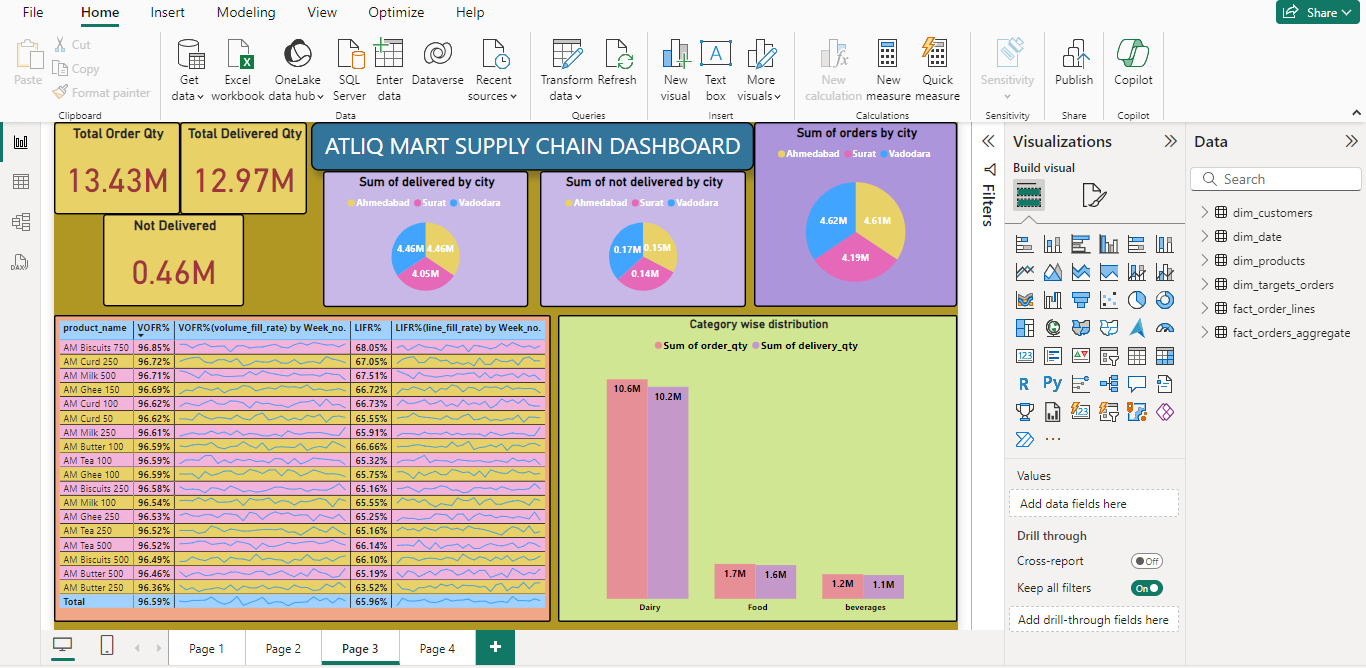 File Home Insert Modeling View Optimize Help Share
Paste Cut Copy Format painter
Get data Excel workbook OneLake data hub SQL Server Enter data Dataverse Recent sources Transform data Refresh New visual Text box More visuals New calculation New measure Quick measure Sensitivity Publish Copilot
Clipboard Data Queries Insert Calculations Sensitivity Share Copilot
Total Order Qty
13.43M
Total Delivered Qty
12.97M
Not Delivered
0.46M
ATLIQ MART SUPPLY CHAIN DASHBOARD
Sum of delivered by city
Ahmedabad Surat Vadodara
4.46M 4.46M
4.05M
Sum of not delivered by city
Ahmedabad Surat Vadodara
0.17M 0.15M
0.14M
Sum of orders by city
Ahmedabad Surat Vadodara
4.62M 4.61M
4.19M
product_name VOFR% VOFR%(volume_fill_rate) by Week_no. LIFR% LIFR%(line_fill_rate) by Week_no.
AM Biscuits 750 96.85% 68.05%
AM Curd 250 96.72% 67.05%
AM Milk 500 96.71% 67.51%
AM Ghee 150 96.69% 66.72%
AM Curd 100 96.62% 66.73%
AM Curd 50 96.62% 65.55%
AM Milk 250 96.61% 65.91%
AM Butter 100 96.59% 66.66%
AM Tea 100 96.59% 65.32%
AM Ghee 100 96.59% 65.75%
AM Biscuits 250 96.58% 65.16%
AM Milk 100 96.54% 65.55%
AM Ghee 250 96.53% 65.25%
AM Tea 250 96.52% 65.16%
AM Tea 500 96.52% 66.14%
AM Biscuits 500 96.49% 66.10%
AM Butter 500 96.46% 65.19%
AM Butter 250 96.36% 63.52%
Total 96.59% 65.96%
Category wise distribution
Sum of order_qty Sum of delivery_qty
10.6M 10.2M
1.7M 1.6M
1.2M 1.1M
Dairy Food beverages
Filters
Visualizations
Build visual
123
R Py
123
Values
Add data fields here
Drill through
Cross-report Off
Keep all filters On
Add drill-through fields here
Data
Search
dim_customers
dim_date
dim_products
dim_targets_orders
fact_order_lines
fact_orders_aggregate
DAX
Page 1 Page 2 Page 3 Page 4 +